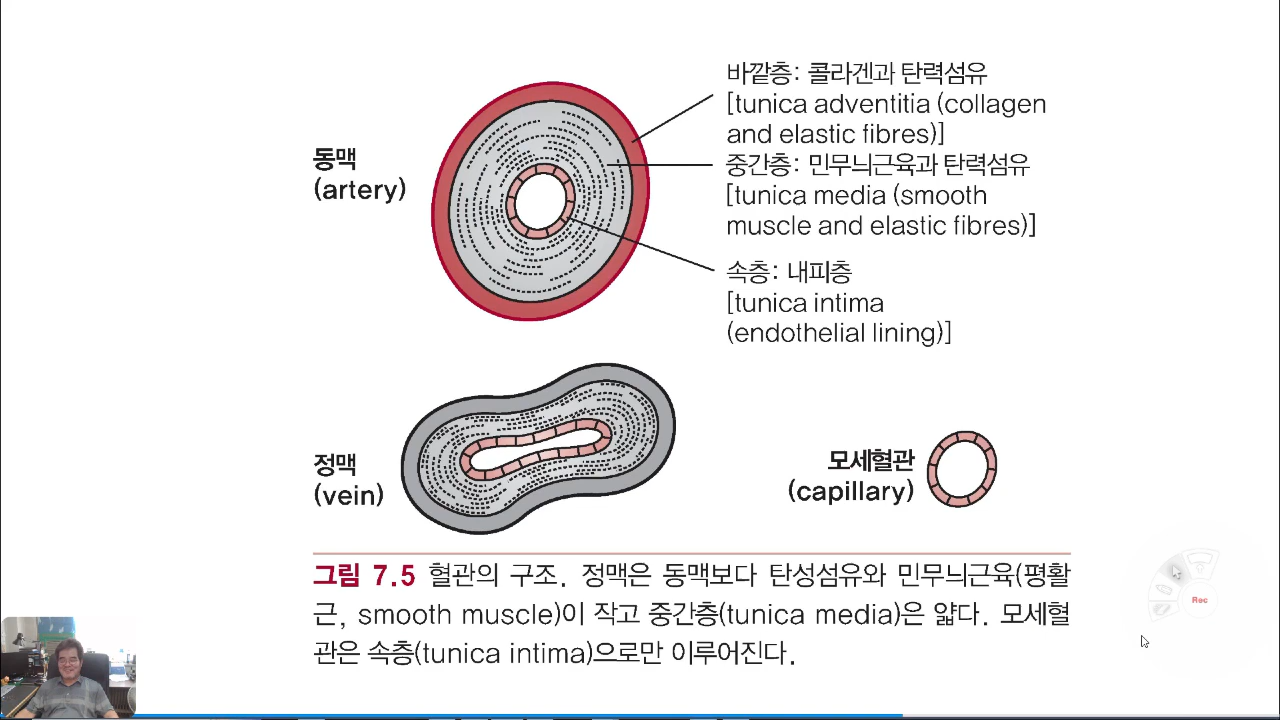 바깥층: 콜라겐과 탄력섬유
[tunica adventitia (collagen
and elastic fibres)]
동맥
(artery)
중간층: 민무늬근육과 탄력섬유
[tunica media (smooth
muscle and elastic fibres)]
속층: 내피층
[tunica intima
(endothelial lining)]
정맥
(vein)
모세혈관
(capillary)
그림 7.5 혈관의 구조. 정맥은 동맥보다 탄성섬유와 민무늬근육(평활
근, smooth muscle)이 작고 중간층(tunica media)은 얇다. 모세혈
관은 속층(tunica intima)으로만 이루어진다.
Rec